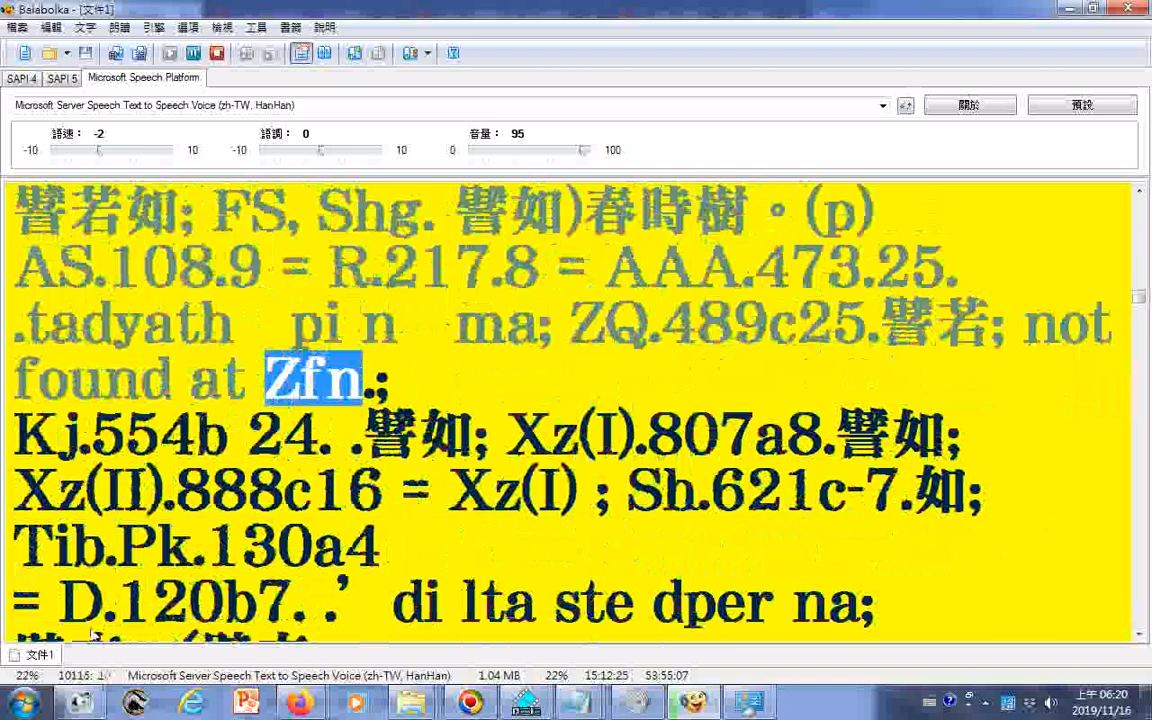 Balabolka - [文件1]
檔案 編輯 文字 朗讀 引擎 選項 檢視 工具 書籤 說明
SAPI 4 SAPI 5 Microsoft Speech Platform
Microsoft Server Speech Text to Speech Voice (zh-TW, HanHan) 關於 預設
語速： -2 語調： 0 音量： 95
-10 10 -10 10 0 100
譬若如; FS, Shg. 譬如)春時樹。(p)
AS.108.9 = R.217.8 = AAA.473.25.
.tadyath pi n ma; ZQ.489c25.譬若; not
found at Zfn.;
Kj.554b 24. .譬如; Xz(I).807a8.譬如;
Xz(II).888c16 = Xz(I) ; Sh.621c-7.如;
Tib.Pk.130a4
= D.120b7. .’ di lta ste dper na;
文件1
22% Microsoft Server Speech Text to Speech Voice (zh-TW, HanHan) 1.04 MB 22% 15:12:25 53:55:07
上午 06:20
2019/11/16